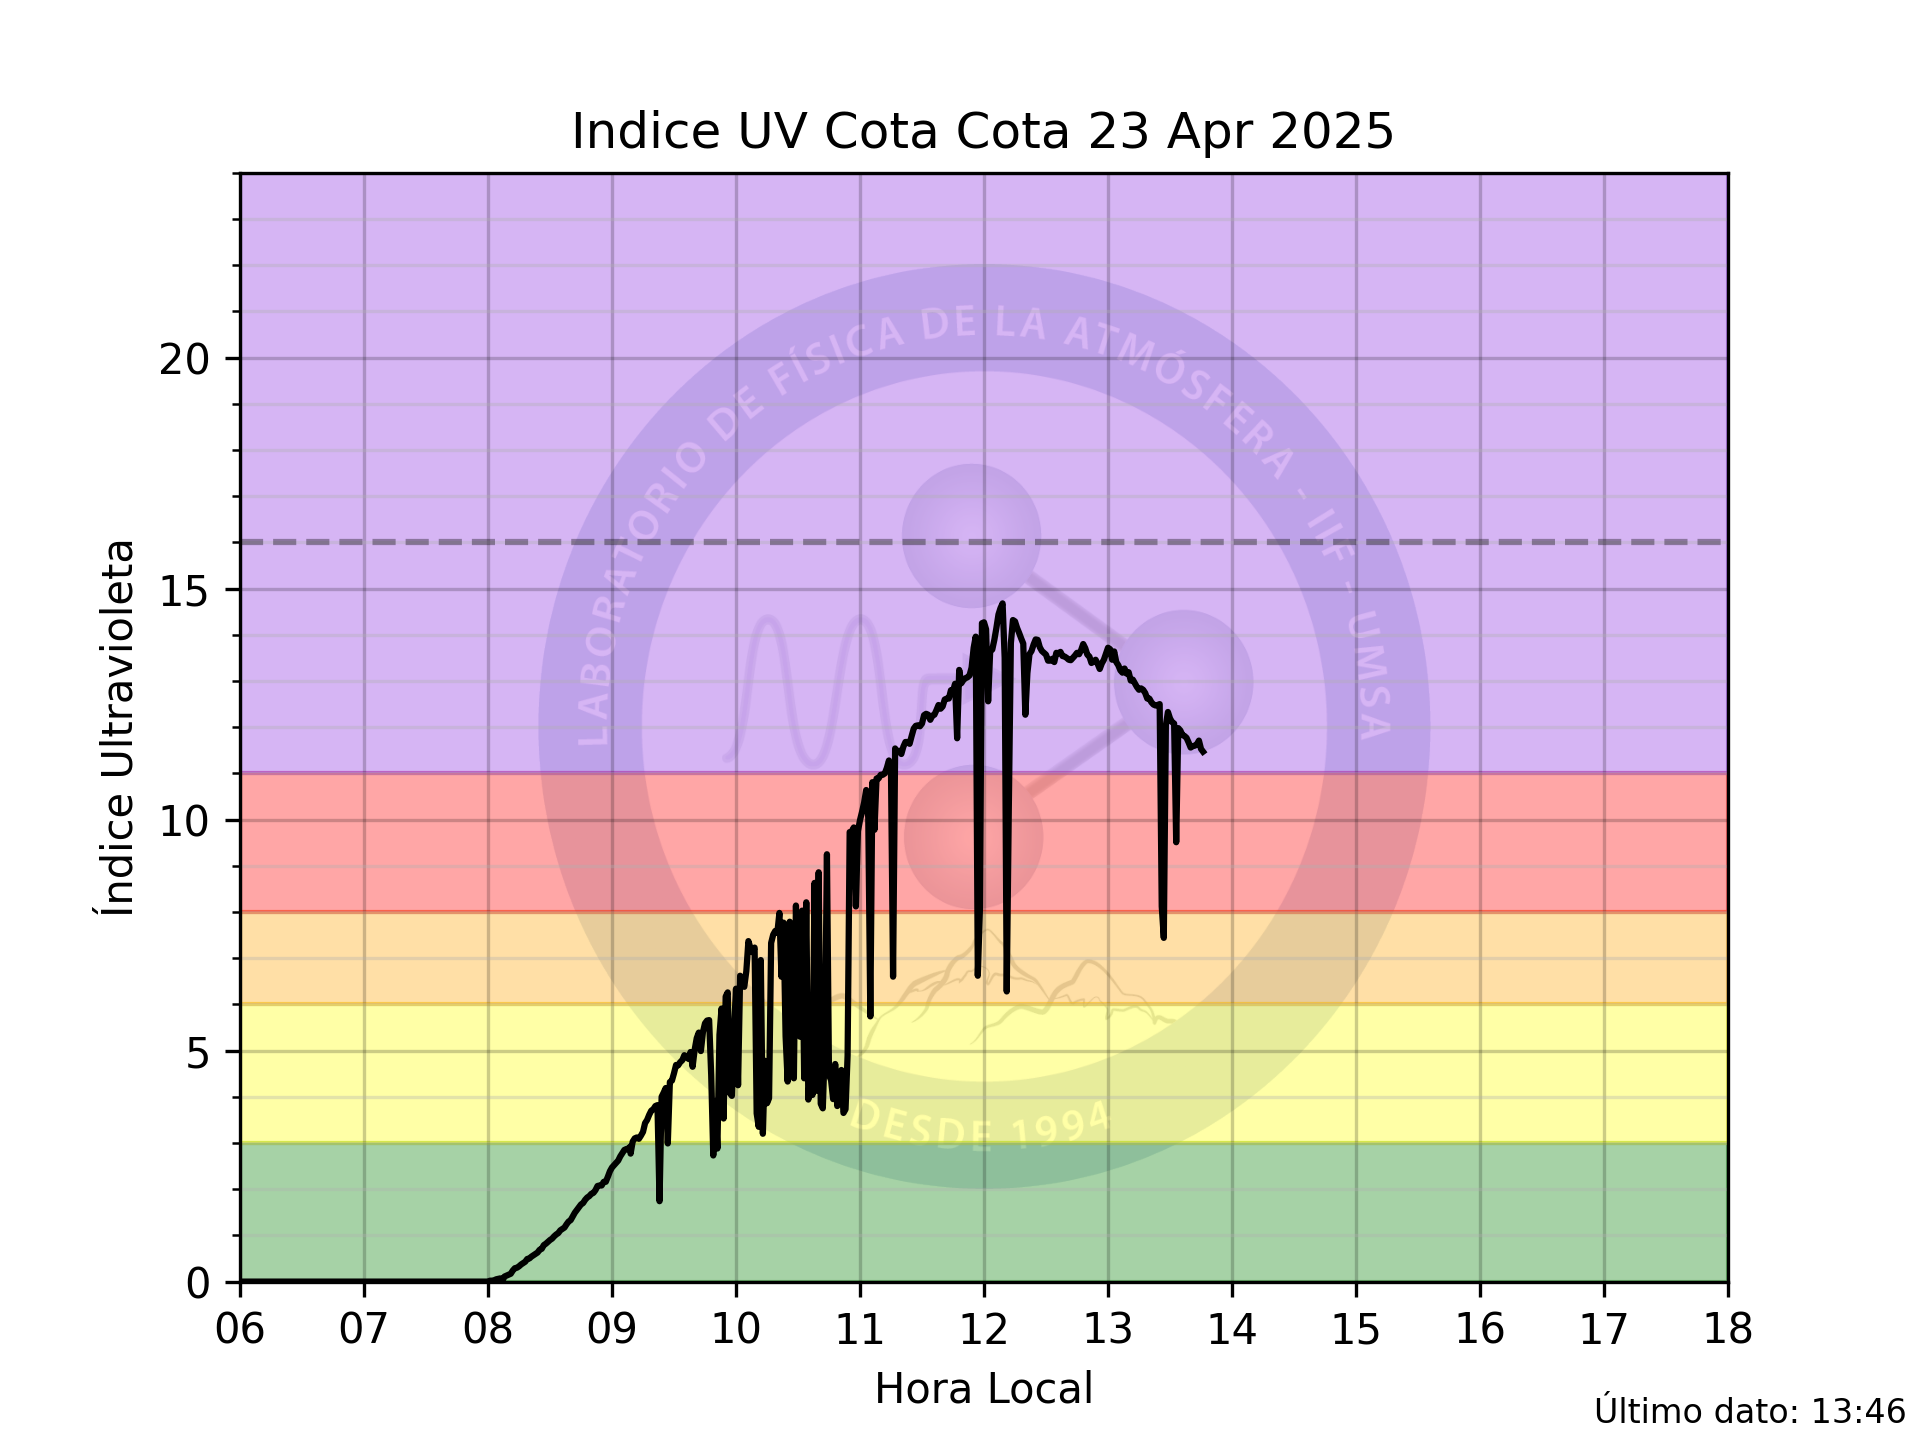 Indice UV Cota Cota 23 Apr 2025
Índice Ultravioleta
20
15
10
5
0
06 07 08 09 10 11 12 13 14 15 16 17 18
Hora Local
Último dato: 13:46
LABORATORIO DE FÍSICA DE LA ATMÓSFERA - IIF - UMSA
DESDE 1994